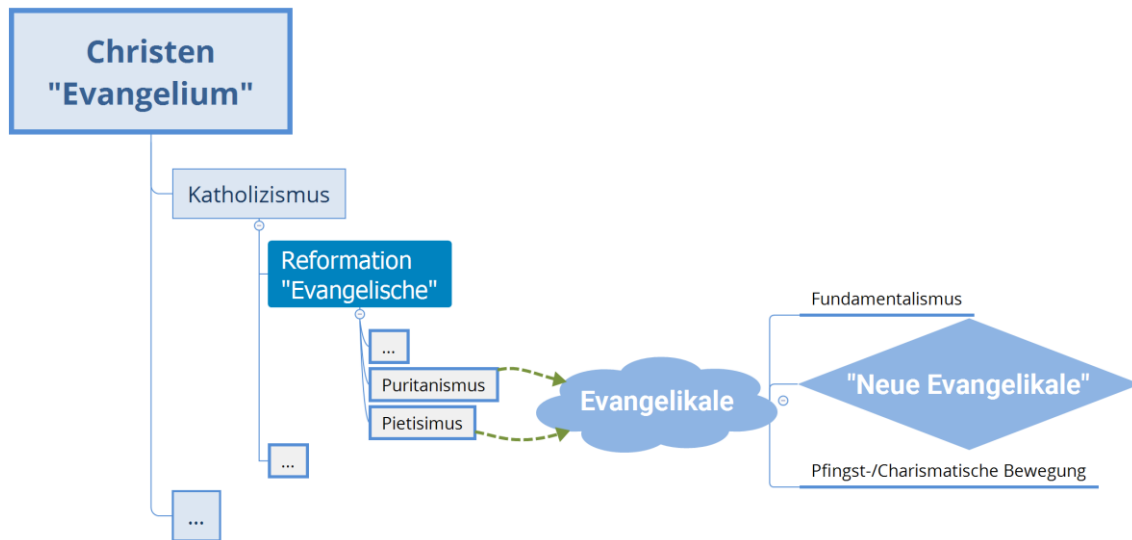 Christen
"Evangelium"
Katholizismus
Reformation
"Evangelische"
...
Puritanismus
Pietisimus
...
...
Evangelikale
Fundamentalismus
"Neue Evangelikale"
Pfingst-/Charismatische Bewegung